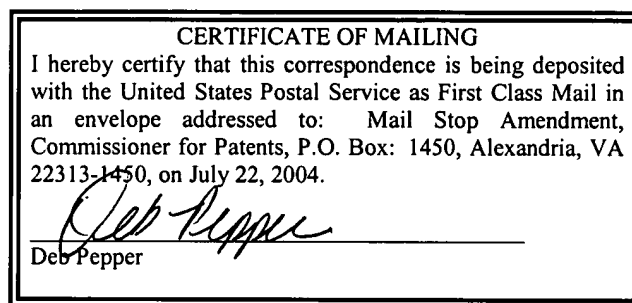 CERTIFICATE OF MAILING
I hereby certify that this correspondence is being deposited
with the United States Postal Service as First Class Mail in
an envelope addressed to: Mail Stop Amendment,
Commissioner for Patents, P.O. Box: 1450, Alexandria, VA
22313-1450, on July 22, 2004.
Deb Pepper
Deb Pepper